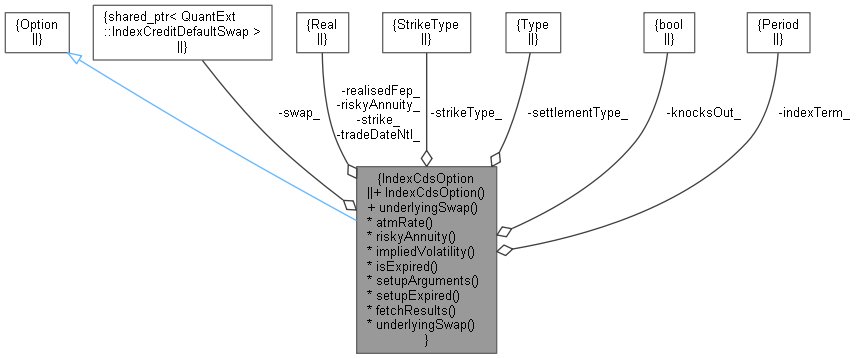 {Option
||}
{shared_ptr< QuantExt
::IndexCreditDefaultSwap >
||}
{Real
||}
{StrikeType
||}
{Type
||}
{bool
||}
{Period
||}
-swap_
-realisedFep_
-riskyAnnuity_
-strike_
-tradeDateNtl_
-strikeType_
-settlementType_
-knocksOut_
-indexTerm_
{IndexCdsOption
||+ IndexCdsOption()
+ underlyingSwap()
* atmRate()
* riskyAnnuity()
* impliedVolatility()
* isExpired()
* setupArguments()
* setupExpired()
* fetchResults()
* underlyingSwap()
}